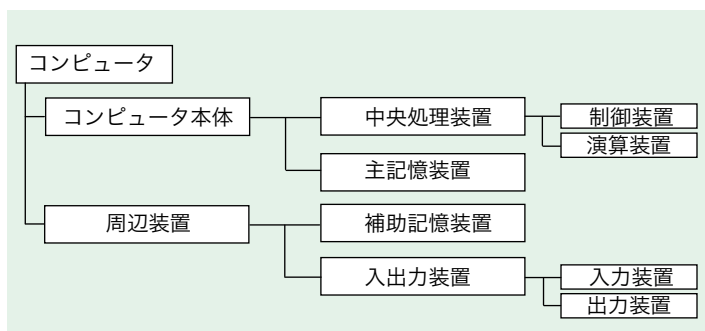 コンピュータ
コンピュータ本体
中央処理装置
制御装置
演算装置
主記憶装置
周辺装置
補助記憶装置
入出力装置
入力装置
出力装置